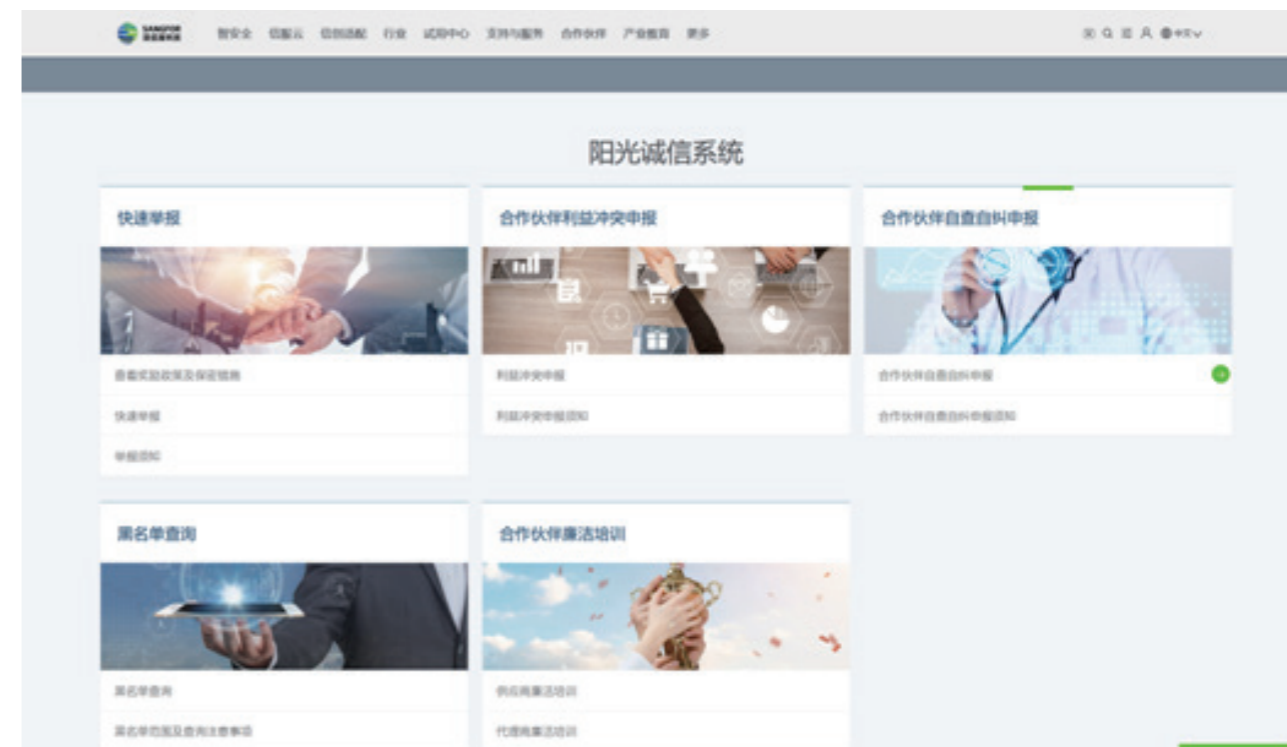 SANGFOR
深信服科技
智安全 信服云 信创适配 行业 试用中心 支持与服务 合作伙伴 产业教育 更多
中文
阳光诚信系统
快速举报
合作伙伴利益冲突申报
合作伙伴自查自纠申报
查看奖励政策及保密措施
利益冲突申报
合作伙伴自查自纠申报
快速举报
利益冲突申报须知
合作伙伴自查自纠申报须知
举报须知
黑名单查询
合作伙伴廉洁培训
黑名单查询
供应商廉洁培训
黑名单范围及查询注意事项
代理商廉洁培训